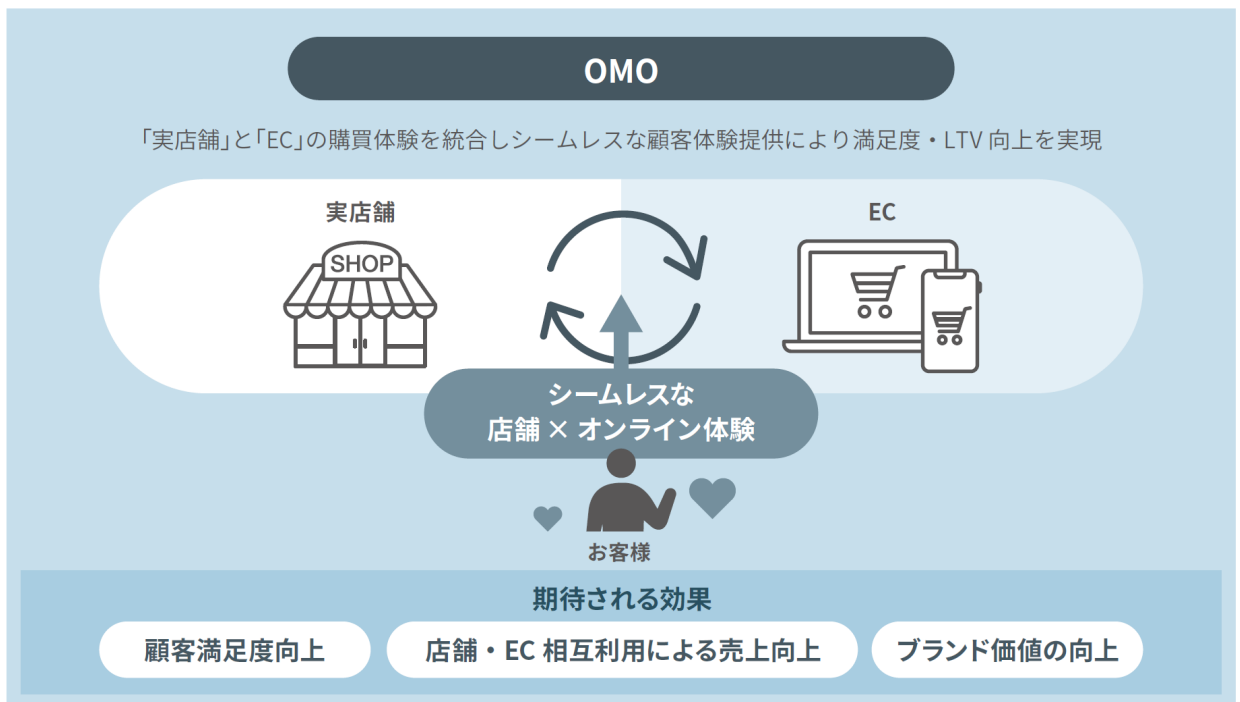 OMO
「実店舗」と「EC」の購買体験を統合しシームレスな顧客体験提供により満足度・LTV 向上を実現
実店舗
EC
SHOP
シームレスな
店舗 × オンライン体験
お客様
期待される効果
顧客満足度向上
店舗・EC 相互利用による売上向上
ブランド価値の向上